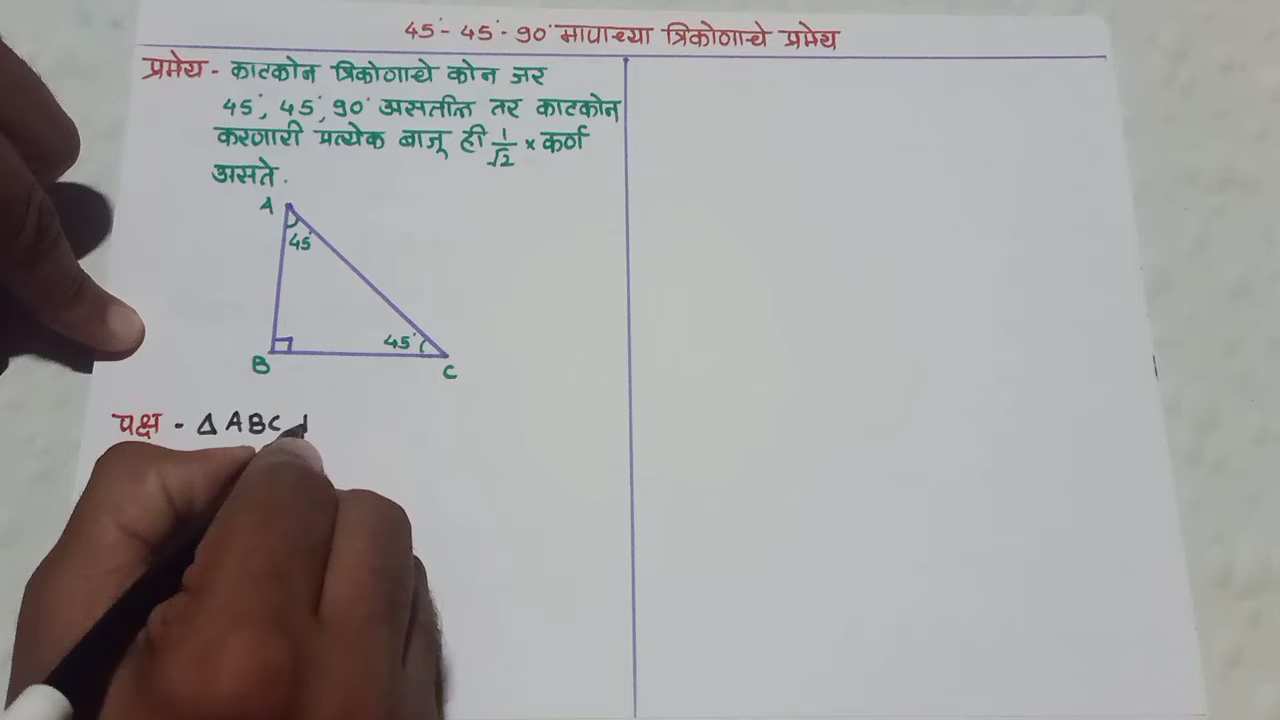 45°- 45°- 90° मापाच्या त्रिकोणाचे प्रमेय
प्रमेय - काटकोन त्रिकोणाचे कोन जर
45°, 45°, 90° असतील तर काटकोन
करणारी प्रत्येक बाजू ही 1/√2 × कर्ण
असते.
A
45°
45°
B
C
पक्ष - Δ ABC